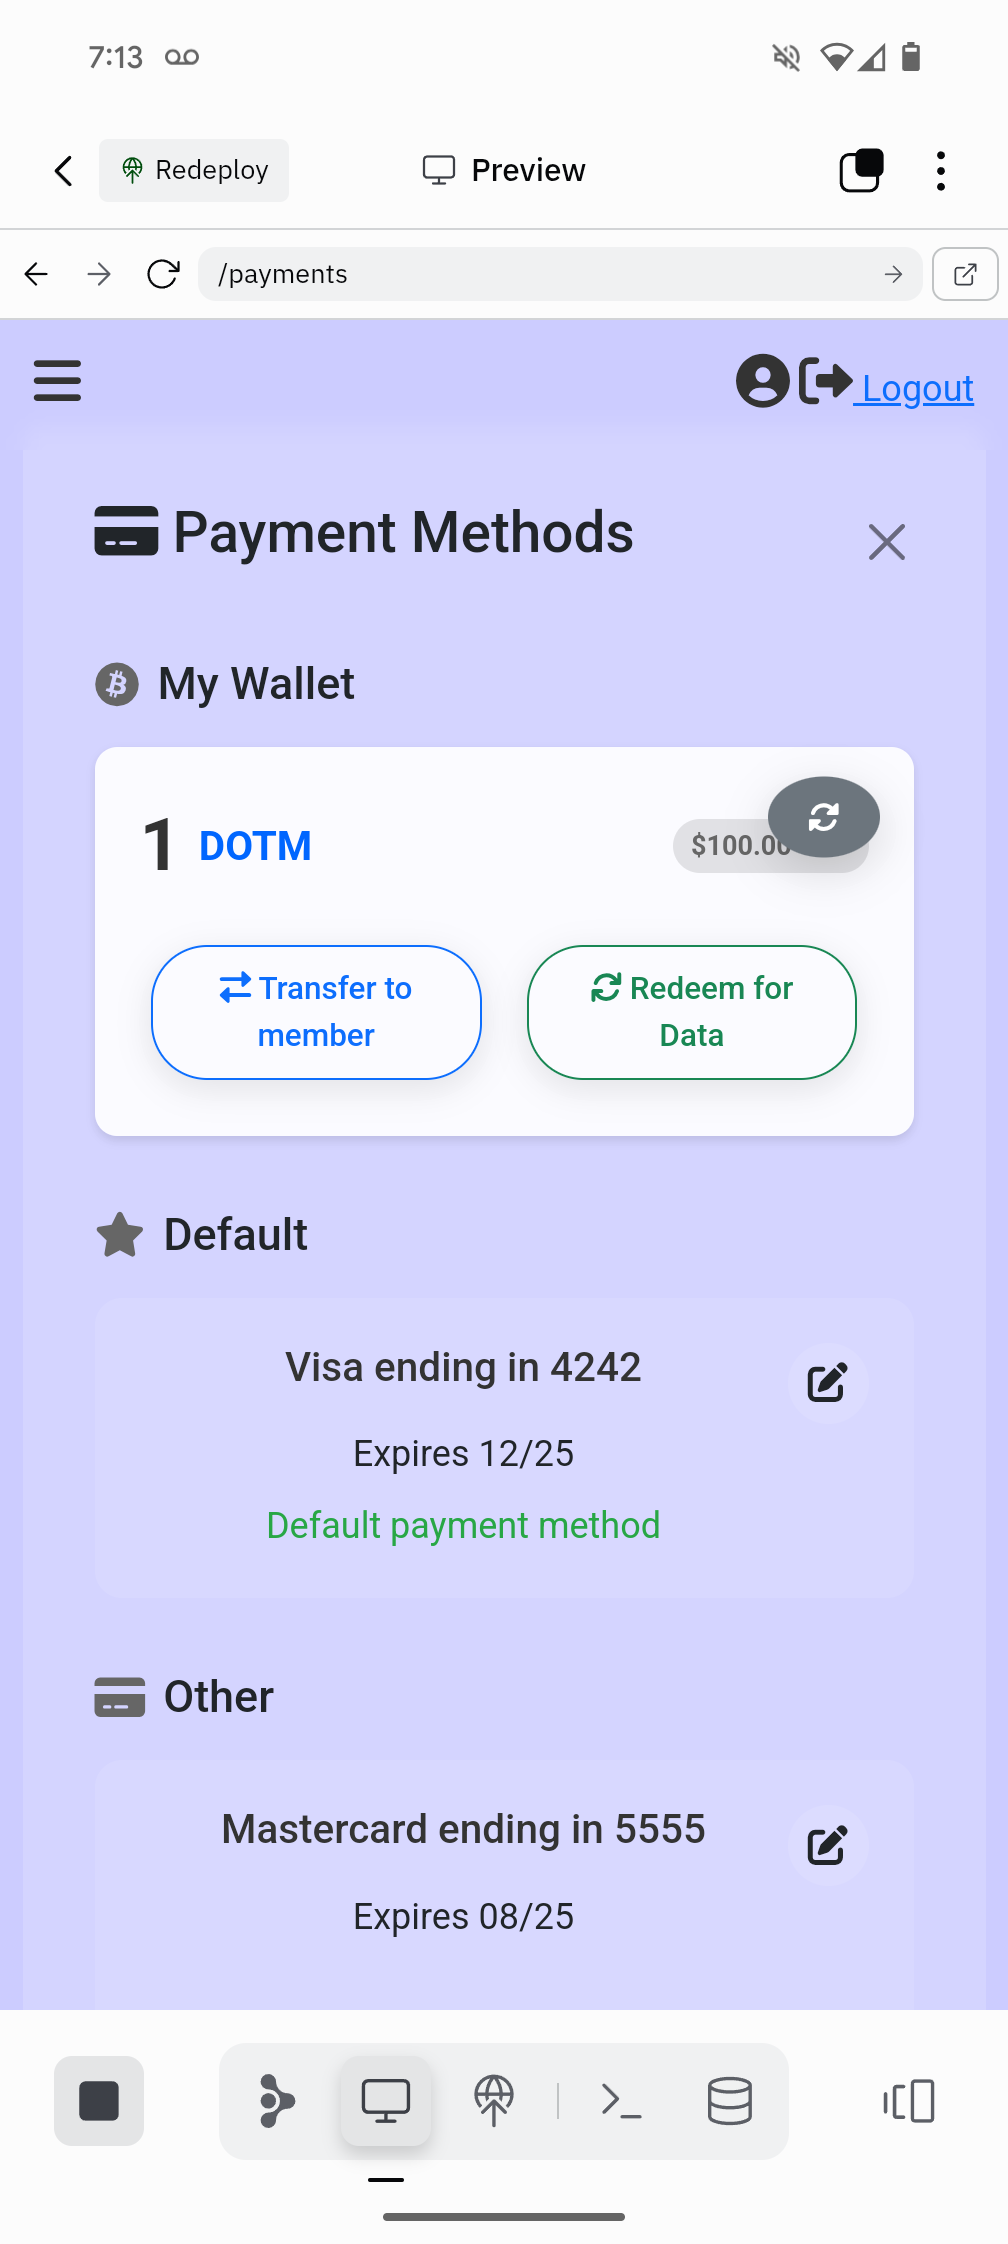 7:13
Redeploy
Preview
/payments
Logout
Payment Methods
My Wallet
1 DOTM
$100.00
Transfer to
member
Redeem for
Data
Default
Visa ending in 4242
Expires 12/25
Default payment method
Other
Mastercard ending in 5555
Expires 08/25